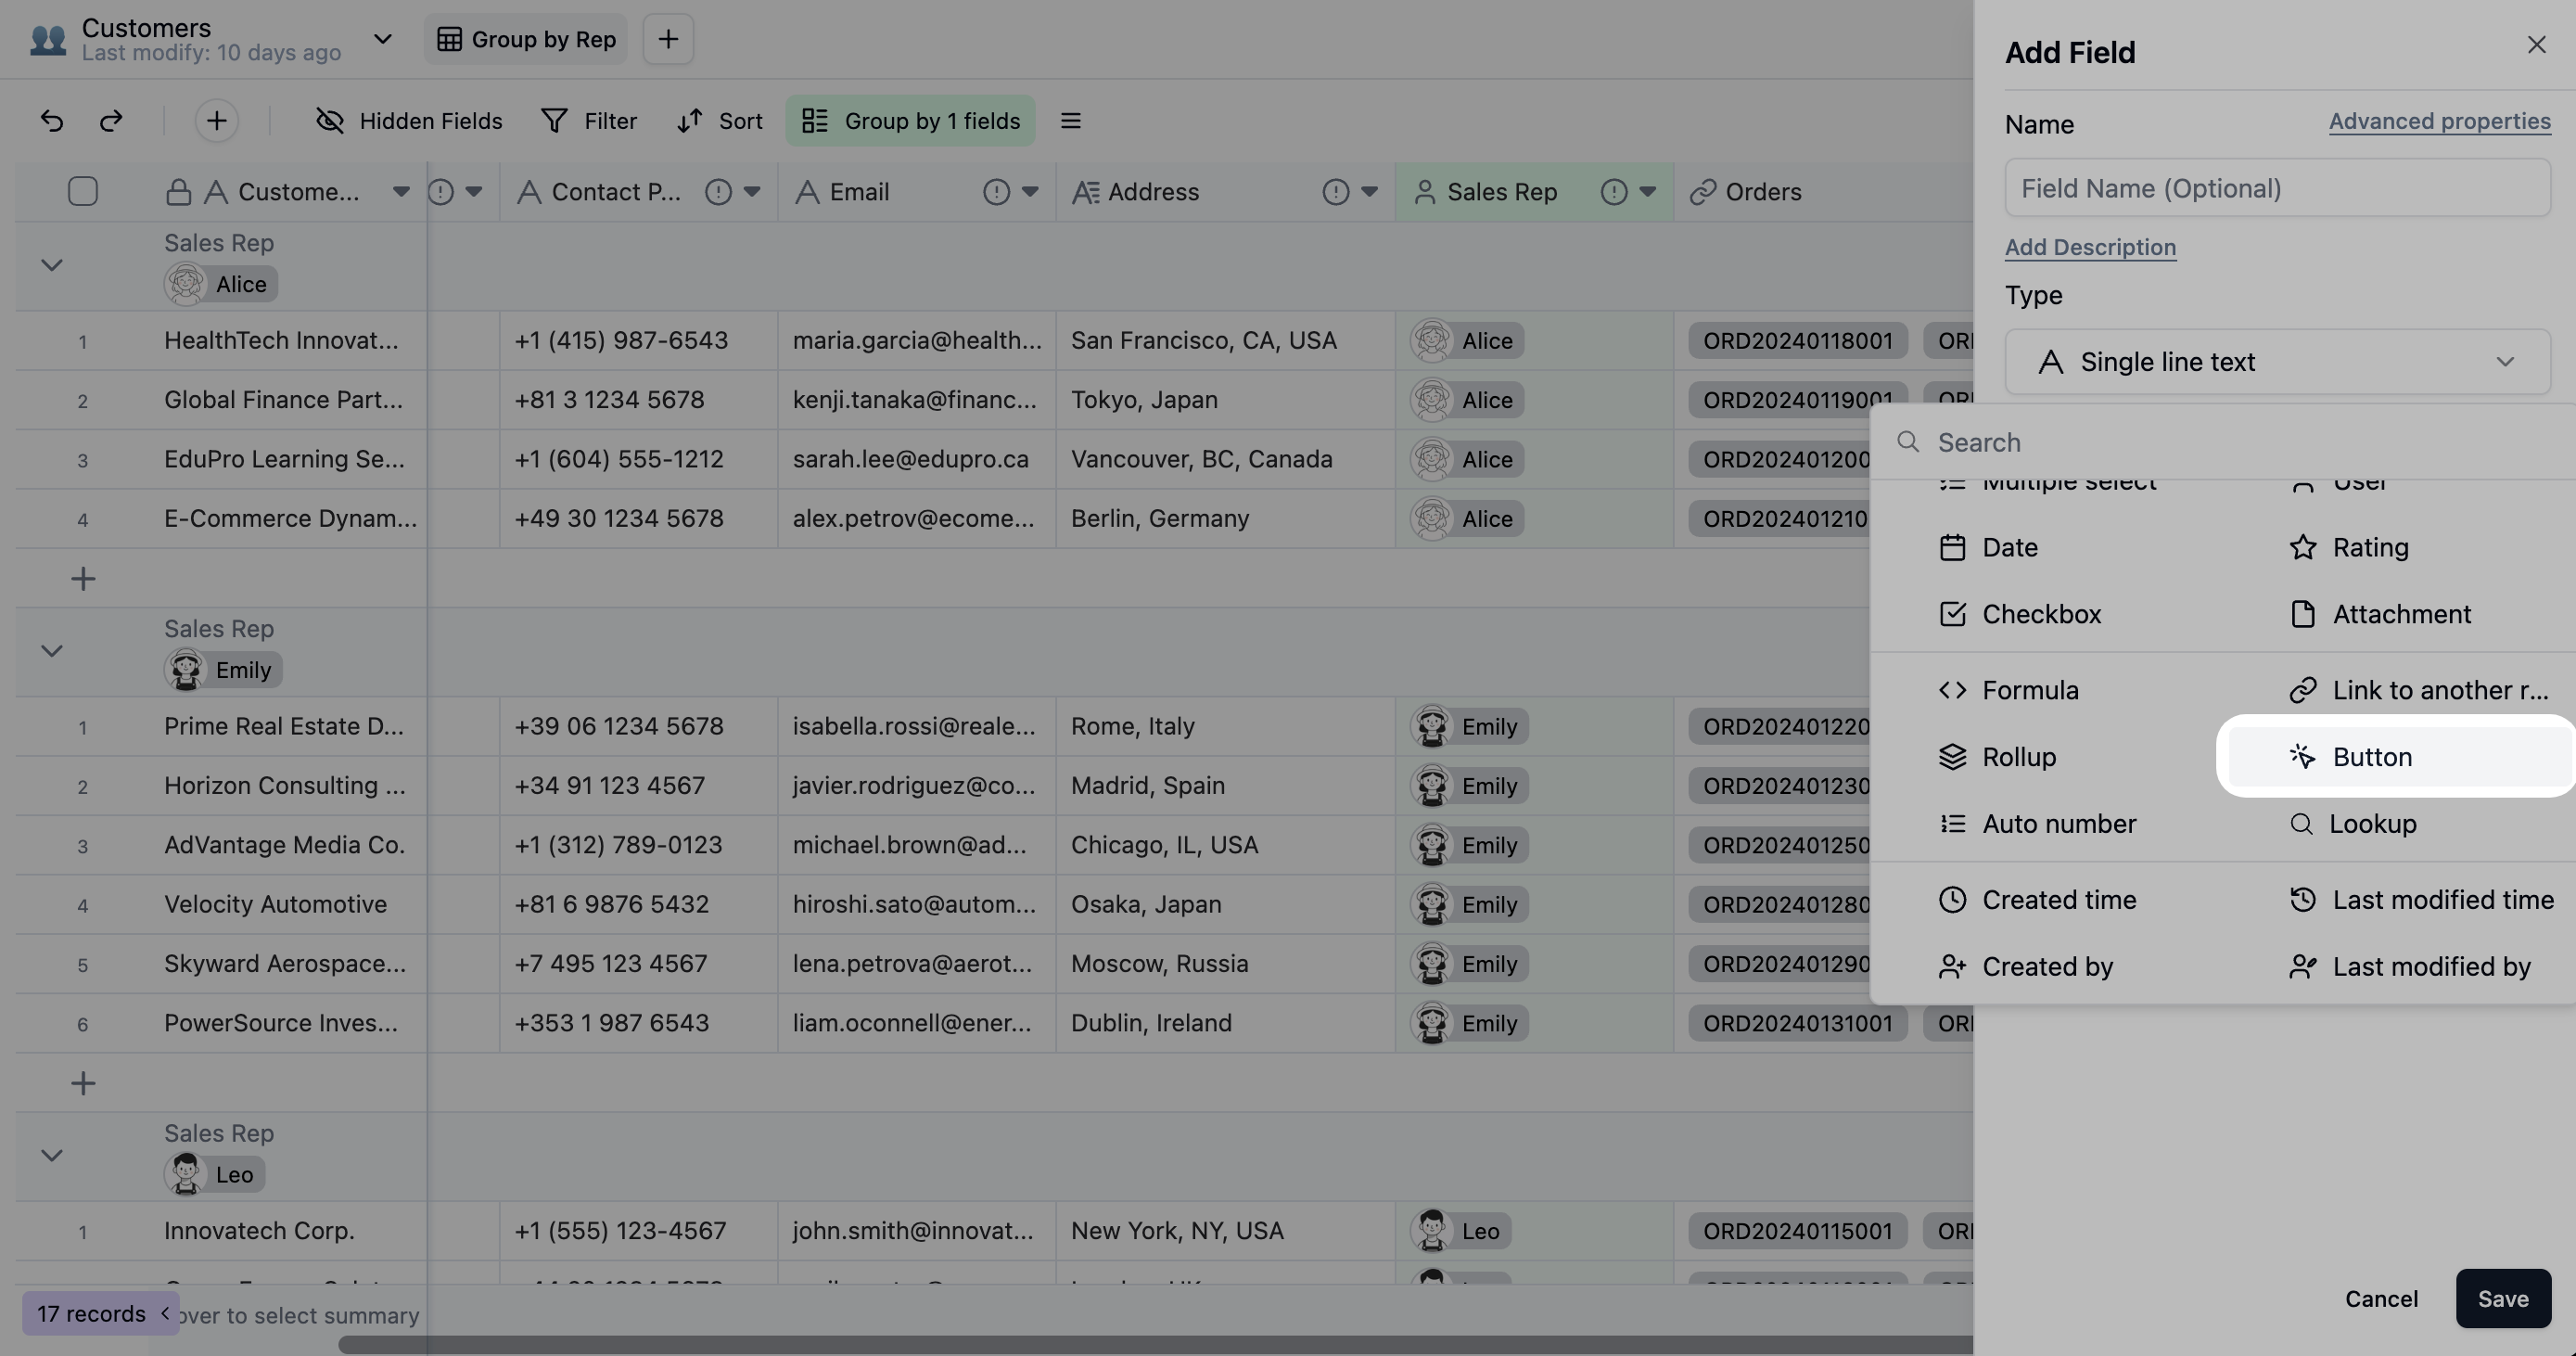 Customers
Last modify: 10 days ago
Group by Rep
Hidden Fields
Filter
Sort
Group by 1 fields
Custome...
Contact P...
Email
Address
Sales Rep
Orders
Sales Rep
Alice
1 HealthTech Innovat... +1 (415) 987-6543 maria.garcia@health... San Francisco, CA, USA Alice ORD20240118001
2 Global Finance Part... +81 3 1234 5678 kenji.tanaka@financ... Tokyo, Japan Alice ORD20240119001
3 EduPro Learning Se... +1 (604) 555-1212 sarah.lee@edupro.ca Vancouver, BC, Canada Alice ORD202401200
4 E-Commerce Dynam... +49 30 1234 5678 alex.petrov@ecome... Berlin, Germany Alice ORD202401210
Sales Rep
Emily
1 Prime Real Estate D... +39 06 1234 5678 isabella.rossi@reale... Rome, Italy Emily ORD202401220
2 Horizon Consulting ... +34 91 123 4567 javier.rodriguez@co... Madrid, Spain Emily ORD202401230
3 AdVantage Media Co. +1 (312) 789-0123 michael.brown@ad... Chicago, IL, USA Emily ORD202401250
4 Velocity Automotive +81 6 9876 5432 hiroshi.sato@autom... Osaka, Japan Emily ORD202401280
5 Skyward Aerospace... +7 495 123 4567 lena.petrova@aerot... Moscow, Russia Emily ORD202401290
6 PowerSource Inves... +353 1 987 6543 liam.oconnell@ener... Dublin, Ireland Emily ORD20240131001
Sales Rep
Leo
1 Innovatech Corp. +1 (555) 123-4567 john.smith@innovat... New York, NY, USA Leo ORD20240115001
17 records
over to select summary
Add Field
Name
Advanced properties
Field Name (Optional)
Add Description
Type
Single line text
Search
Multiple select
User
Date
Rating
Checkbox
Attachment
Formula
Link to another r...
Rollup
Button
Auto number
Lookup
Created time
Last modified time
Created by
Last modified by
Cancel
Save